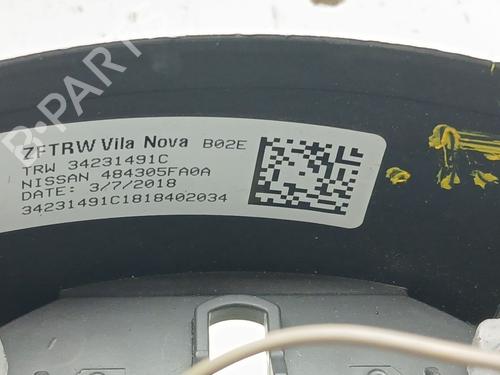 ZFTRW Vila Nova B02E
TRW 34231491C
NISSAN 484305FA0A
DATE: 3/7/2018
34231491C1818402034
B-PARTS